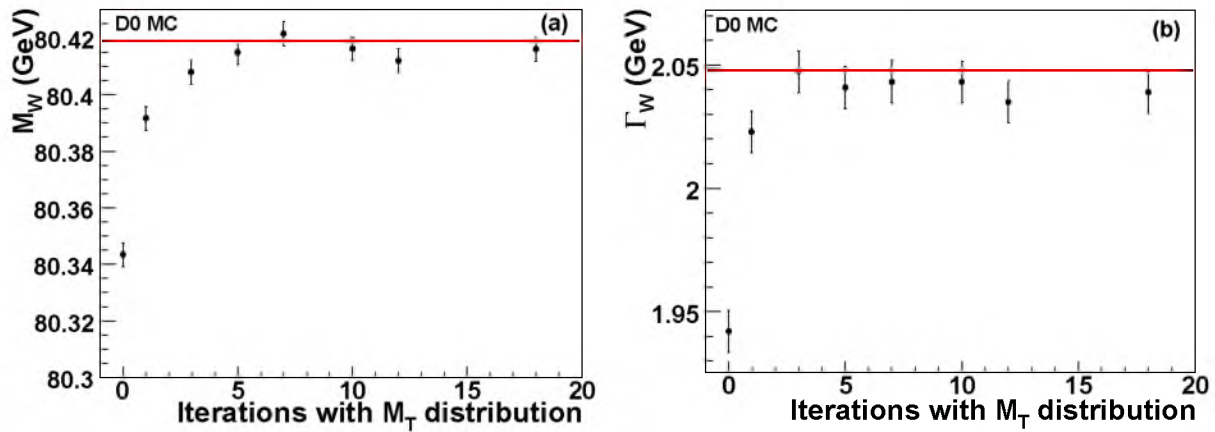 D0 MC
(a)
M_W (GeV)
80.42
80.4
80.38
80.36
80.34
80.32
80.3
0 5 10 15 20
Iterations with M_T distribution
D0 MC
(b)
Γ_W (GeV)
2.05
2
1.95
0 5 10 15 20
Iterations with M_T distribution